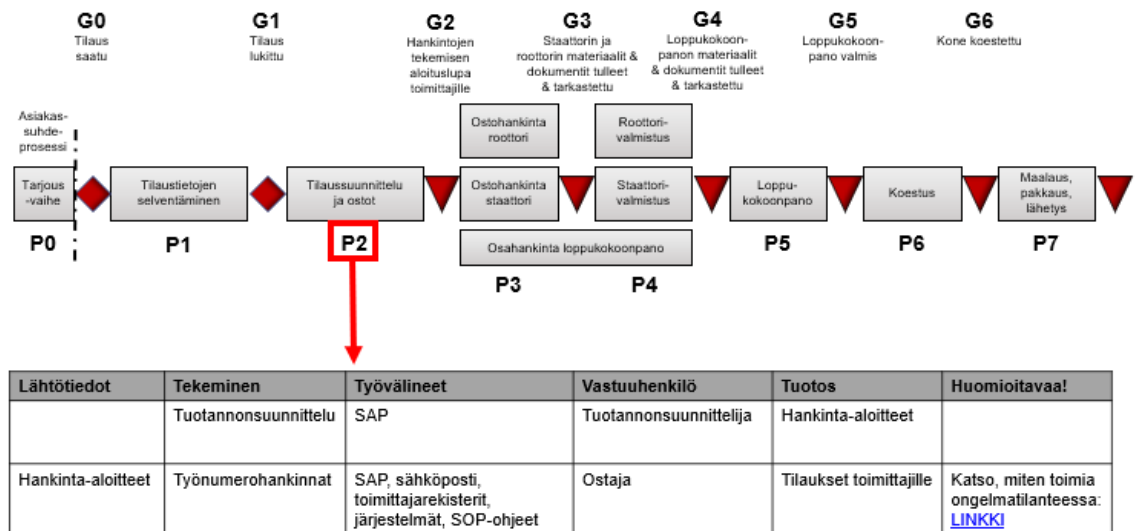 G0
Tilaus
saatu
G1
Tilaus
lukittu
G2
Hankintojen
tekemisen
aloituslupa
toimittajille
G3
Staattorin ja
roottorin materiaalit &
dokumentit tulleet
& tarkastettu
G4
Loppukokoon-
panon materiaalit
& dokumentit tulleet
& tarkastettu
G5
Loppukokoon-
pano valmis
G6
Kone koestettu
Asiakas-
suhde-
prosessi
Ostohankinta
roottori
Roottori-
valmistus
Tarjous
-vaihe
Tilaustietojen
selventäminen
Tilaussuunnittelu
ja ostot
Ostohankinta
staattori
Staattori-
valmistus
Loppu-
kokoonpano
Koestus
Maalaus,
pakkaus,
lähetys
P0
P1
P2
Osahankinta loppukokoonpano
P5
P6
P7
P3
P4
Lähtötiedot Tekeminen Työvälineet Vastuuhenkilö Tuotos Huomioitavaa!
Tuotannonsuunnittelu SAP Tuotannonsuunnittelija Hankinta-aloitteet
Hankinta-aloitteet Työnumerohankinnat SAP, sähköposti, Ostaja Tilaukset toimittajille Katso, miten toimia
toimittajarekisterit, ongelmatilanteessa:
järjestelmät, SOP-ohjeet LINKKI